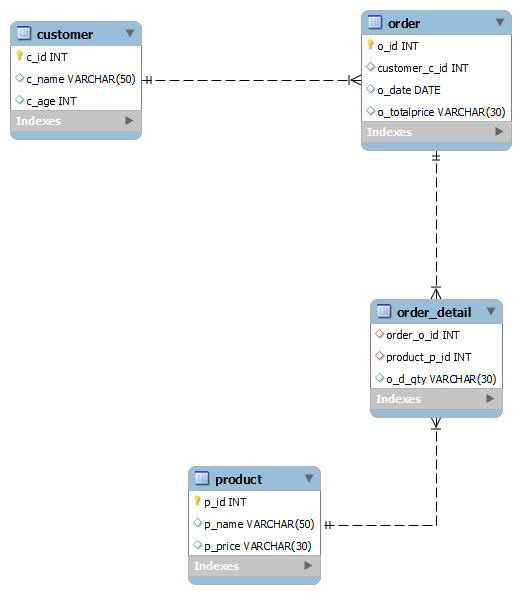 customer
c_id INT
c_name VARCHAR(50)
c_age INT
Indexes
order
o_id INT
customer_c_id INT
o_date DATE
o_totalprice VARCHAR(30)
Indexes
order_detail
order_o_id INT
product_p_id INT
o_d_qty VARCHAR(30)
Indexes
product
p_id INT
p_name VARCHAR(50)
p_price VARCHAR(30)
Indexes